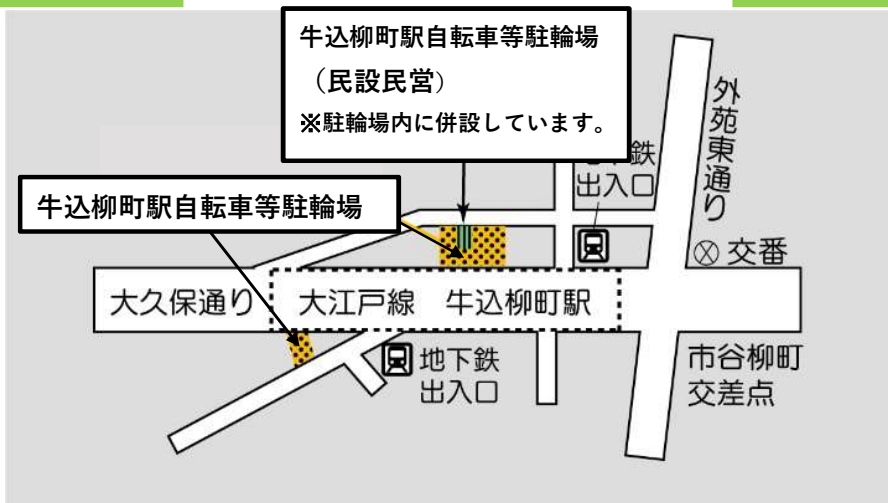 牛込柳町駅自転車等駐輪場
（民設民営）
※駐輪場内に併設しています。
牛込柳町駅自転車等駐輪場
鉄
出入口
外苑東通り
交番
大久保通り
大江戸線 牛込柳町駅
地下鉄
出入口
市谷柳町
交差点